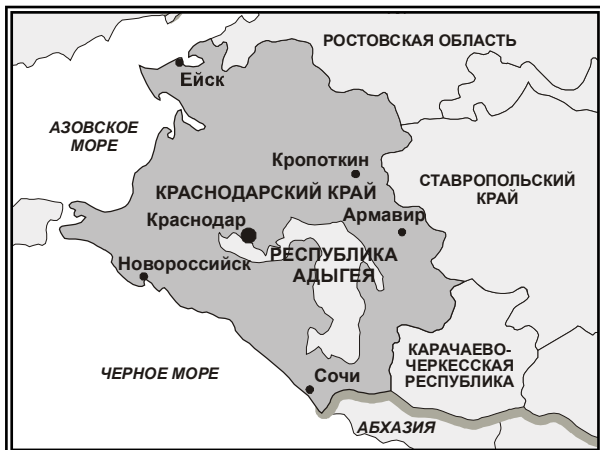 РОСТОВСКАЯ ОБЛАСТЬ
Ейск
АЗОВСКОЕ
МОРЕ
Кропоткин
СТАВРОПОЛЬСКИЙ
КРАЙ
КРАСНОДАРСКИЙ КРАЙ
Краснодар
Армавир
РЕСПУБЛИКА
АДЫГЕЯ
Новороссийск
КАРАЧАЕВО-
ЧЕРКЕССКАЯ
РЕСПУБЛИКА
ЧЕРНОЕ МОРЕ
Сочи
АБХАЗИЯ